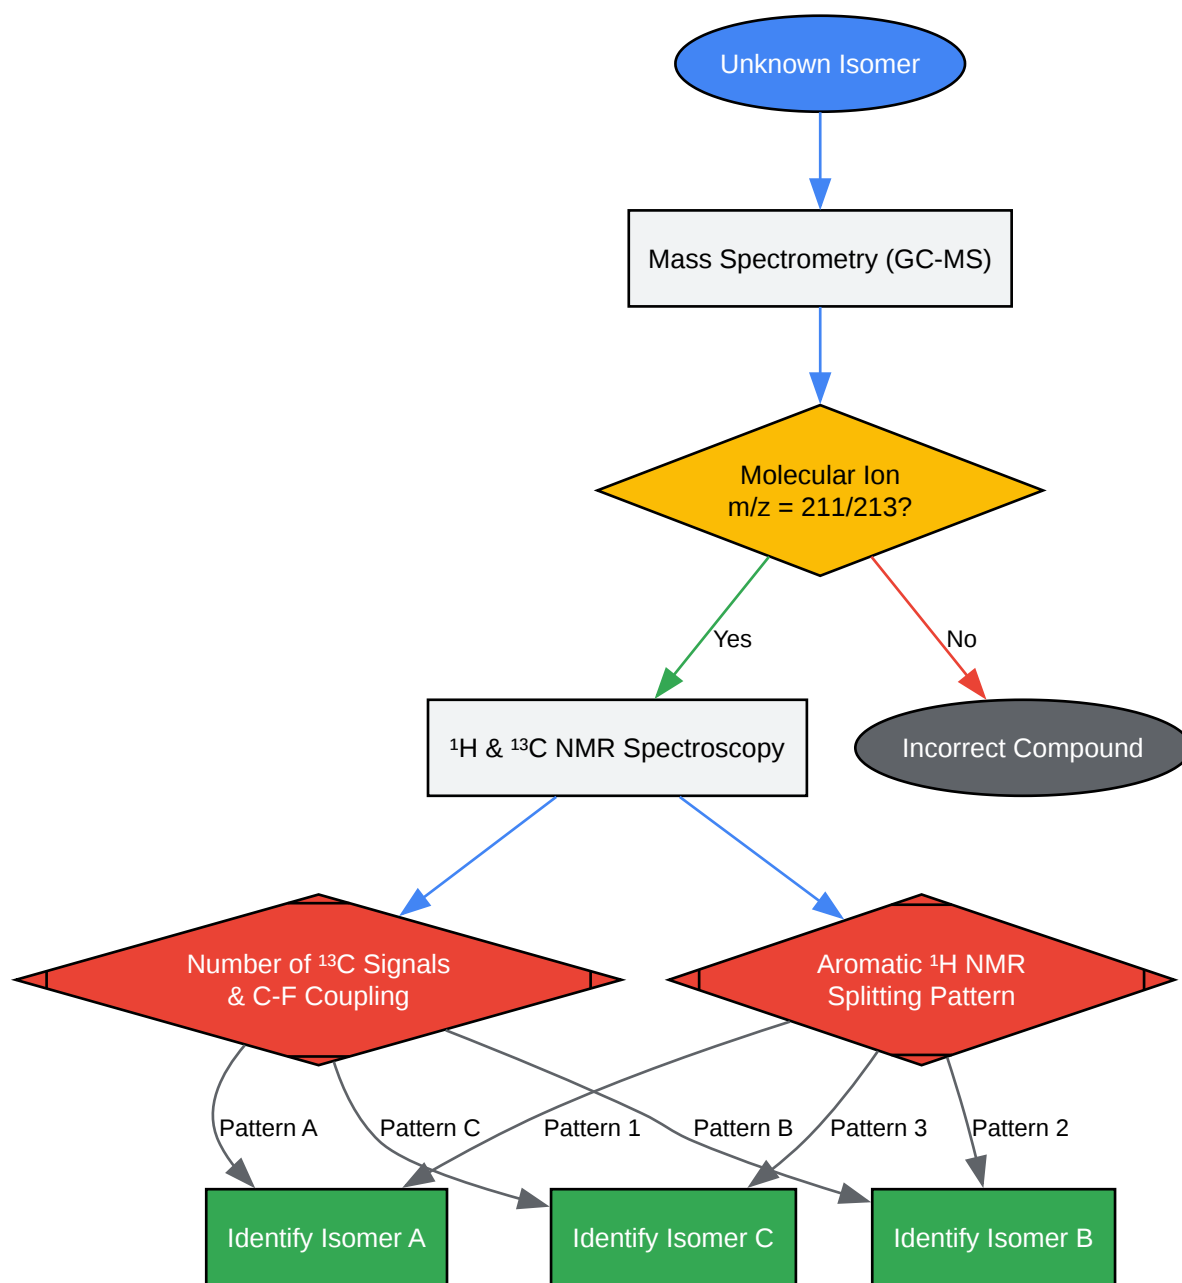 Unknown Isomer
Mass Spectrometry (GC-MS)
Molecular Ion
m/z = 211/213?
Yes
No
¹H & ¹³C NMR Spectroscopy
Incorrect Compound
Number of ¹³C Signals
& C-F Coupling
Aromatic ¹H NMR
Splitting Pattern
Pattern A
Pattern C
Pattern 1
Pattern B
Pattern 3
Pattern 2
Identify Isomer A
Identify Isomer C
Identify Isomer B